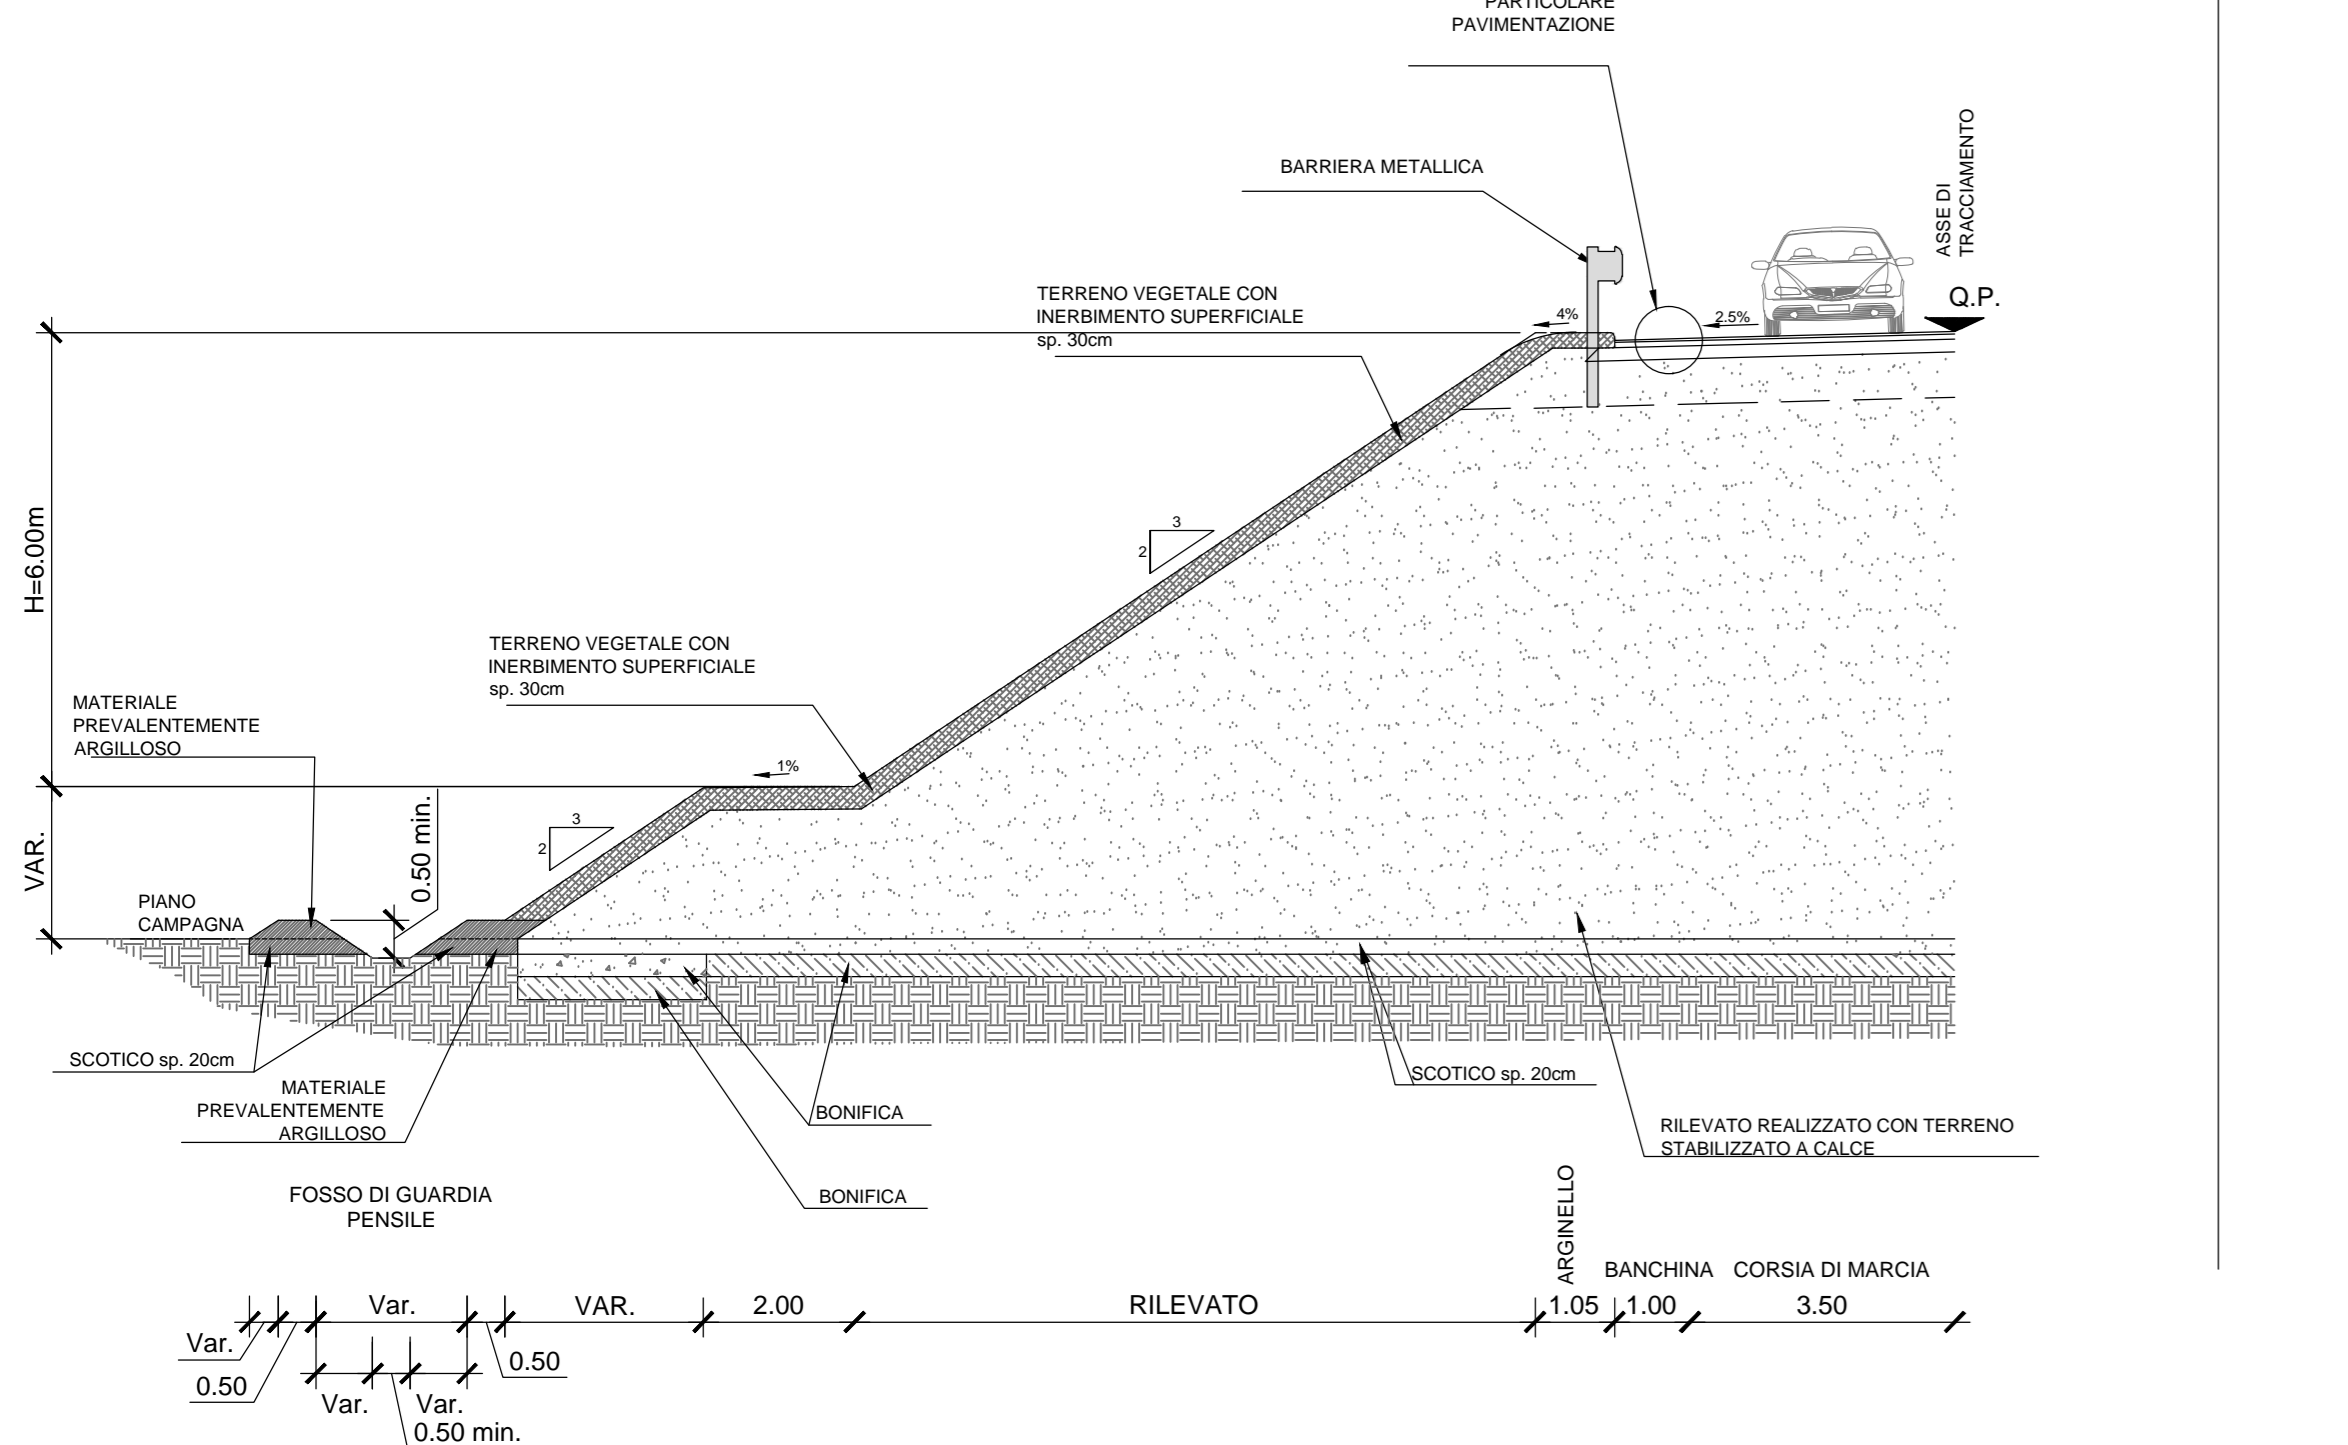 PARTICOLARE
PAVIMENTAZIONE
BARRIERA METALLICA
ASSE DI
TRACCIAMENTO
Q.P.
TERRENO VEGETALE CON
INERBIMENTO SUPERFICIALE
sp. 30cm
4%
2.5%
H=6.00m
3
2
TERRENO VEGETALE CON
INERBIMENTO SUPERFICIALE
sp. 30cm
MATERIALE
PREVALENTEMENTE
ARGILLOSO
1%
0.50 min.
3
2
VAR.
PIANO
CAMPAGNA
SCOTICO sp. 20cm
MATERIALE
PREVALENTEMENTE
ARGILLOSO
BONIFICA
BONIFICA
SCOTICO sp. 20cm
RILEVATO REALIZZATO CON TERRENO
STABILIZZATO A CALCE
FOSSO DI GUARDIA
PENSILE
ARGINELLO
BANCHINA
CORSIA DI MARCIA
Var.
VAR.
2.00
RILEVATO
1.05
1.00
3.50
Var.
0.50
0.50
Var.
Var.
0.50 min.